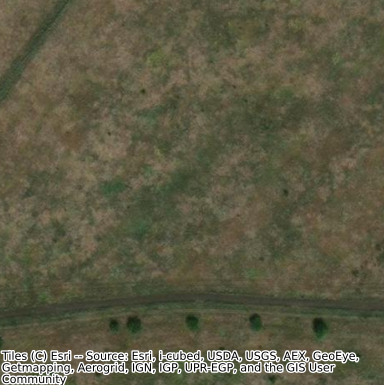 Tiles (C) Esri -- Source: Esri, i-cubed, USDA, USGS, AEX, GeoEye,
Getmapping, Aerogrid, IGN, IGP, UPR-EGP, and the GIS User
Community